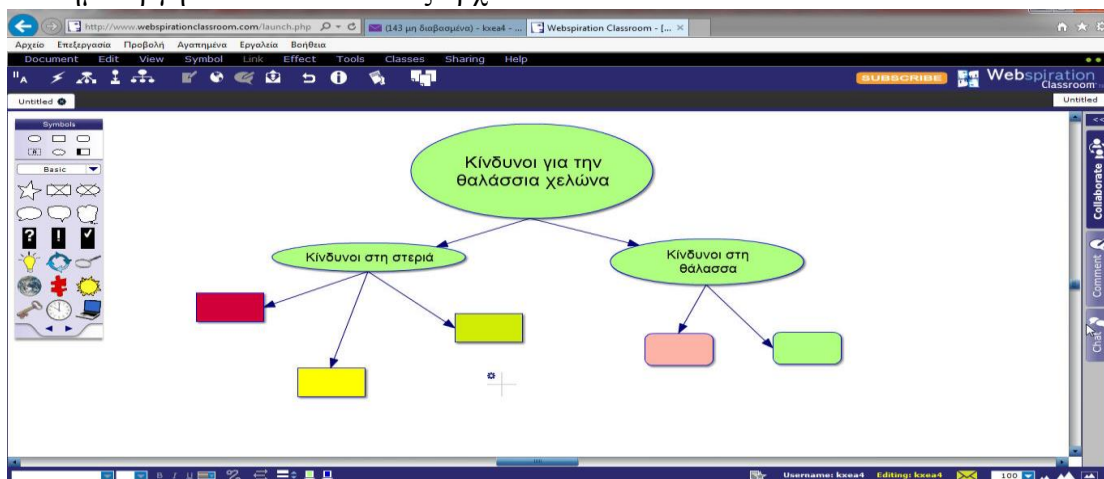 http://www.webspirationclassroom.com/launch.php
(143 μη διαβασμένα) - kxea4 - ...
Webspiration Classroom - [...
Αρχείο Επεξεργασία Προβολή Αγαπημένα Εργαλεία Βοήθεια
Document Edit View Symbol Link Effect Tools Classes Sharing Help
SUBSCRIBE
Webspiration
Classroom
Untitled
Untitled
Symbols
Basic
Κίνδυνοι για την
θαλάσσια χελώνα
Κίνδυνοι στη στεριά
Κίνδυνοι στη
θάλασσα
Collaborate
Comment
Chat
B I U
Username: kxea4 Editing: kxea4 100